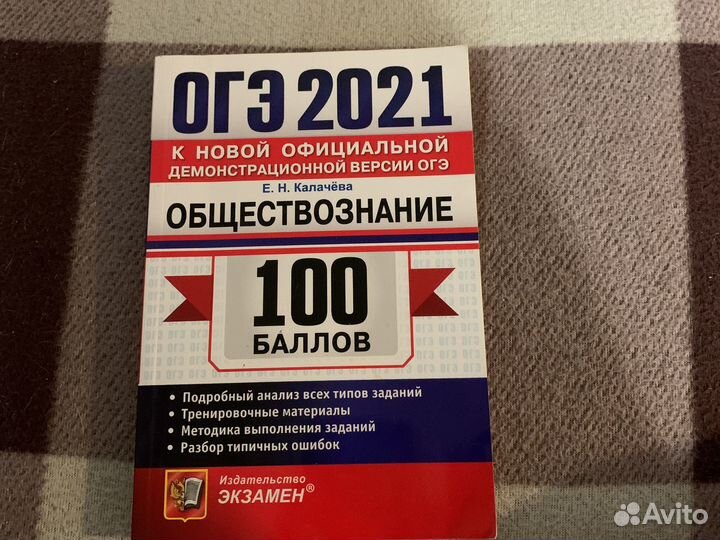 ОГЭ 2021
К НОВОЙ ОФИЦИАЛЬНОЙ
ДЕМОНСТРАЦИОННОЙ ВЕРСИИ ОГЭ
Е. Н. Калачёва
ОБЩЕСТВОЗНАНИЕ
100
БАЛЛОВ
• Подробный анализ всех типов заданий
• Тренировочные материалы
• Методика выполнения заданий
• Разбор типичных ошибок
Издательство
ЭКЗАМЕН®
Avito